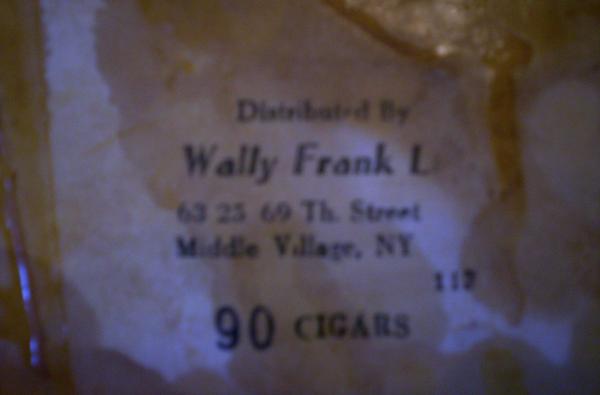 Distributed By
Wally Frank L
63 25 69 Th. Street
Middle Village, NY
112
90 CIGARS